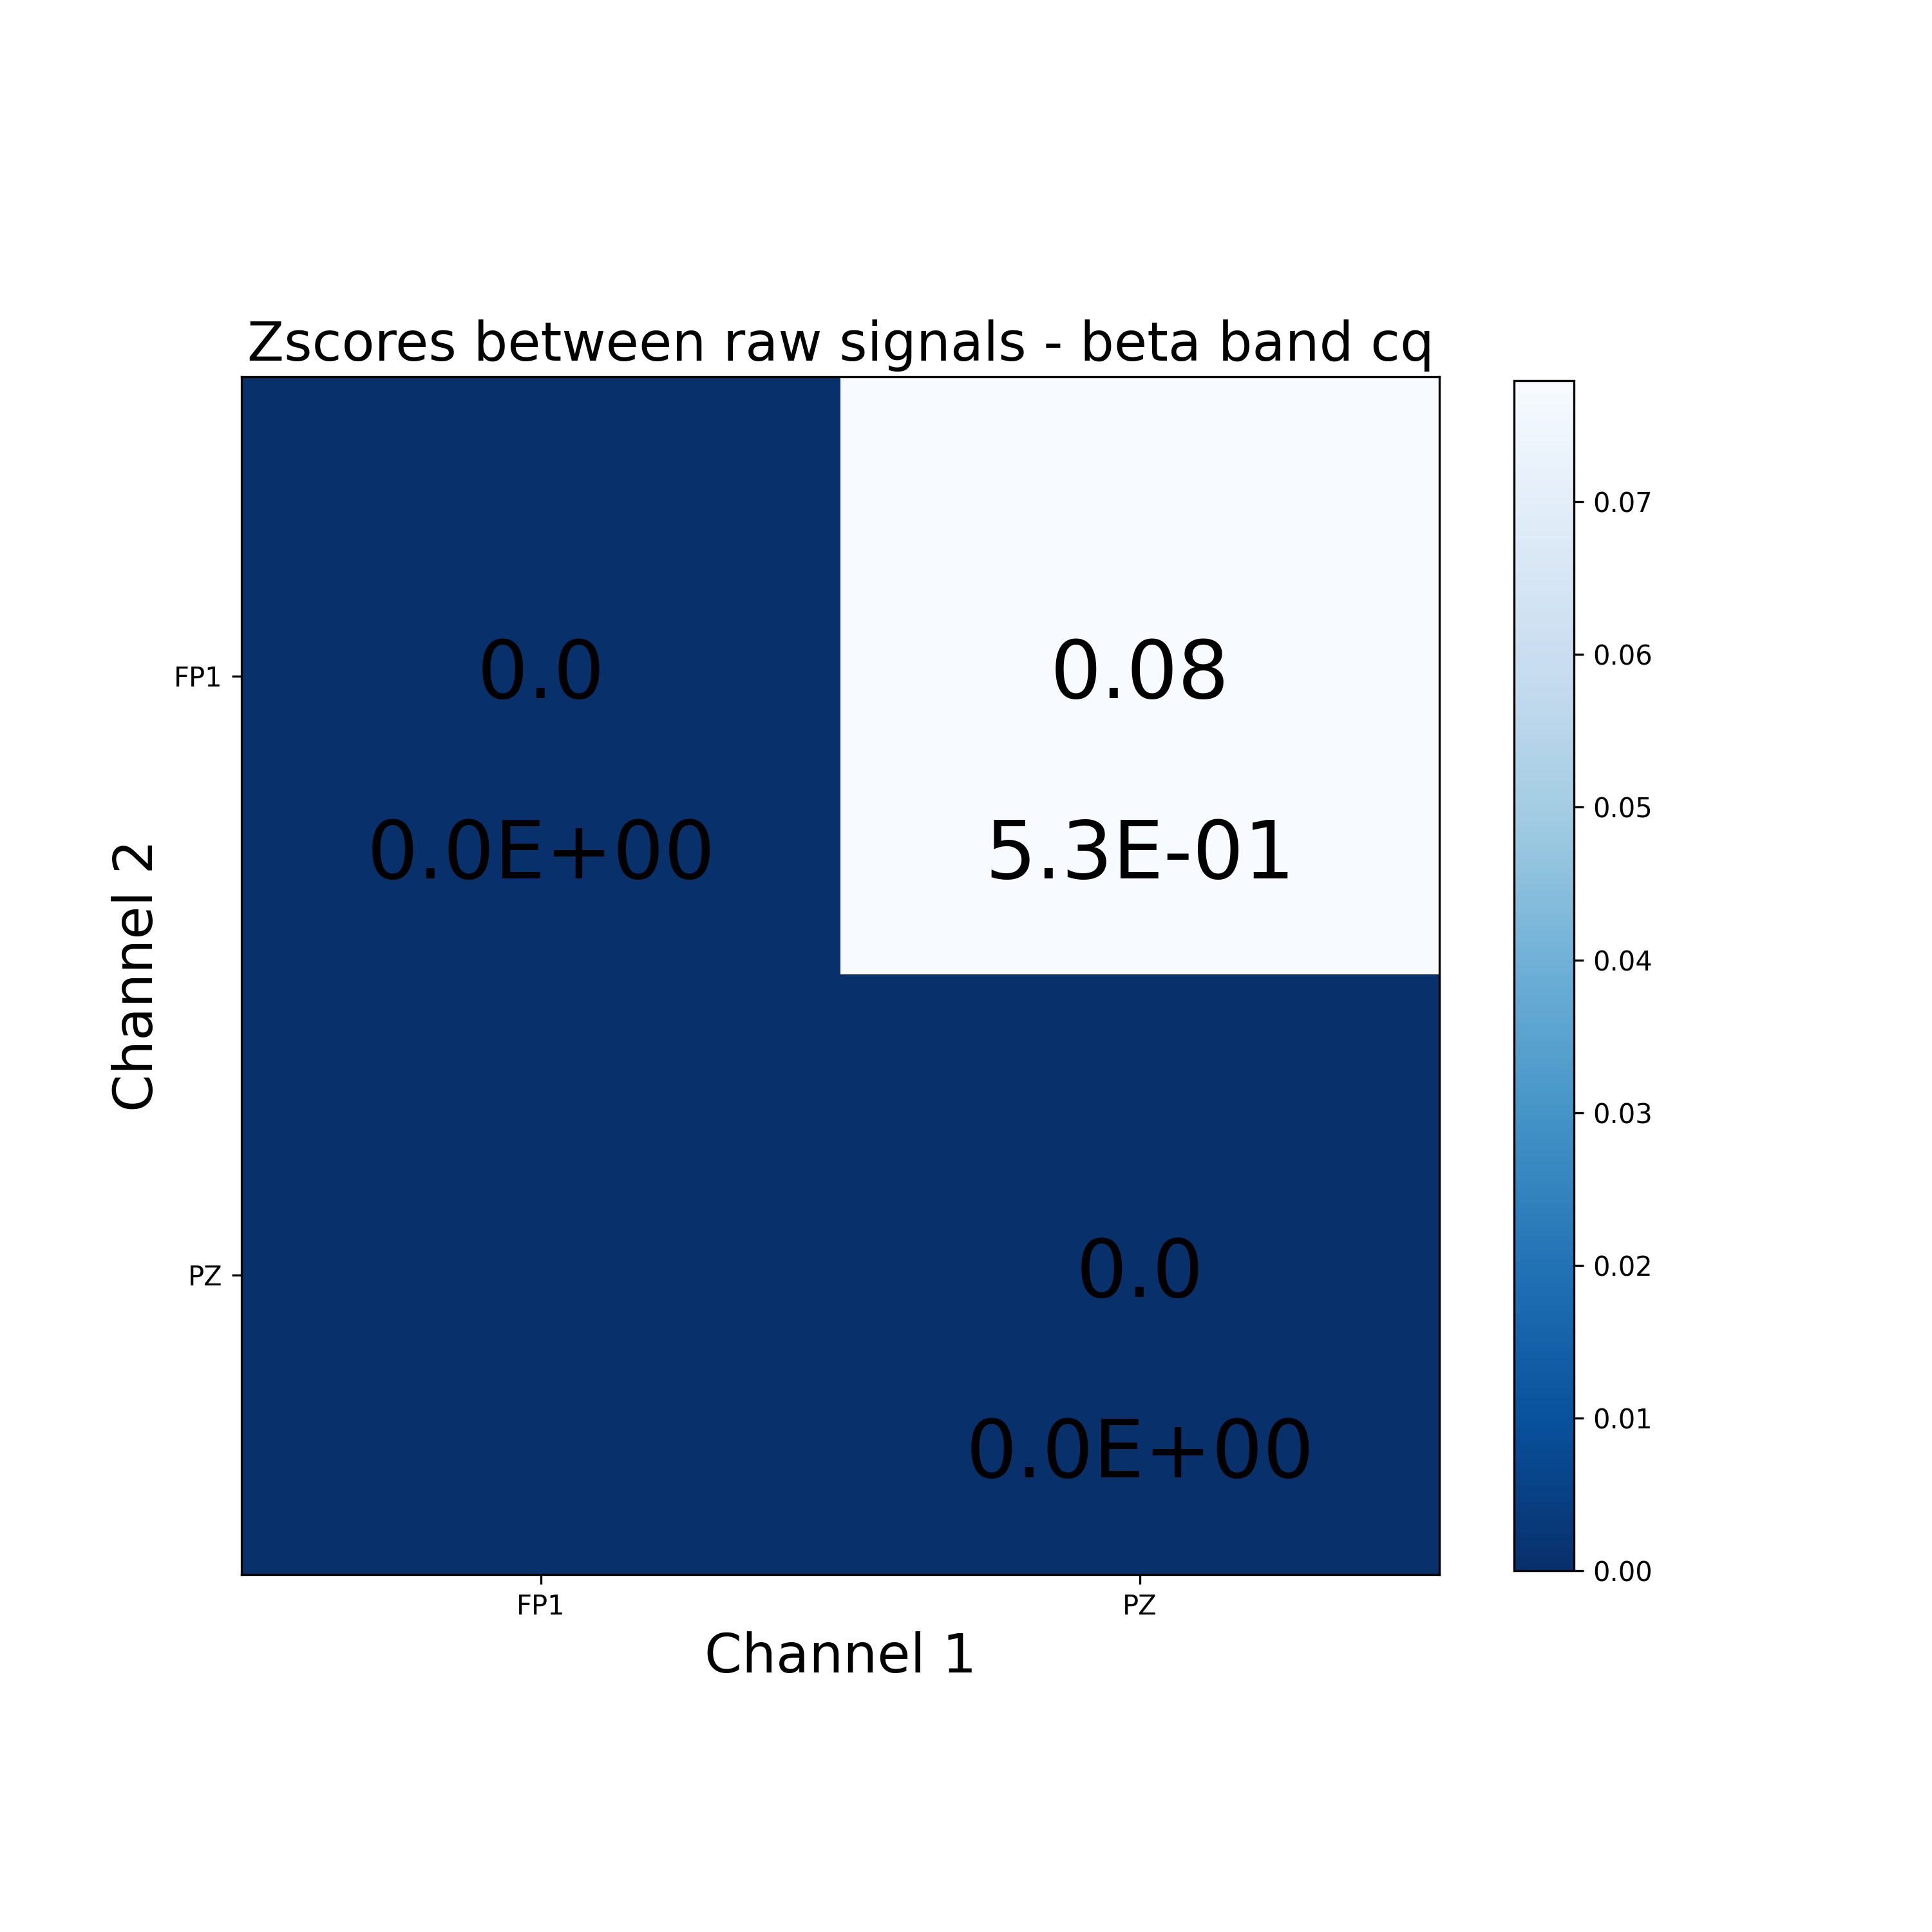 Zscores between raw signals - beta band cq
0.0
0.08
0.0E+00
5.3E-01
0.0
0.0E+00
FP1
PZ
Channel 2
FP1
PZ
Channel 1
0.07
0.06
0.05
0.04
0.03
0.02
0.01
0.00